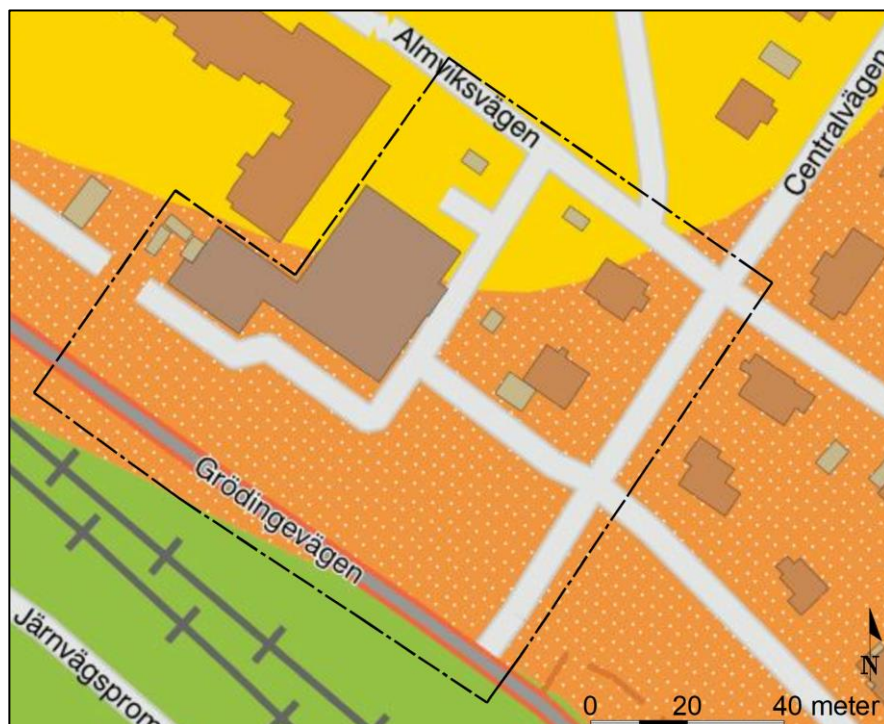 Almviksvägen
Centralvägen
Grödingevägen
Järnvägsprom
N
0 20 40 meter